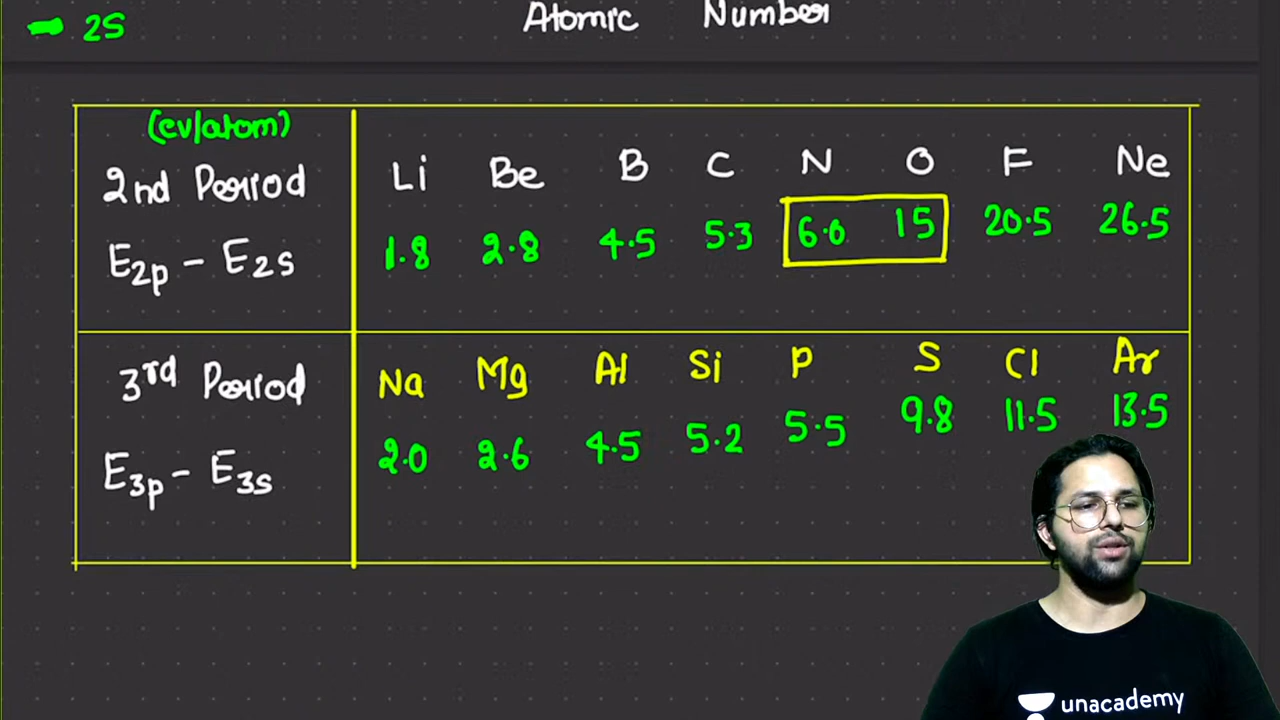 2S
Atomic Number
(ev/atom)
2nd Period
E2p - E2s
Li Be B C N O F Ne
1.8 2.8 4.5 5.3 6.0 15 20.5 26.5
3rd Period
E3p - E3s
Na Mg Al Si P S Cl Ar
2.0 2.6 4.5 5.2 5.5 9.8 11.5 13.5
unacademy